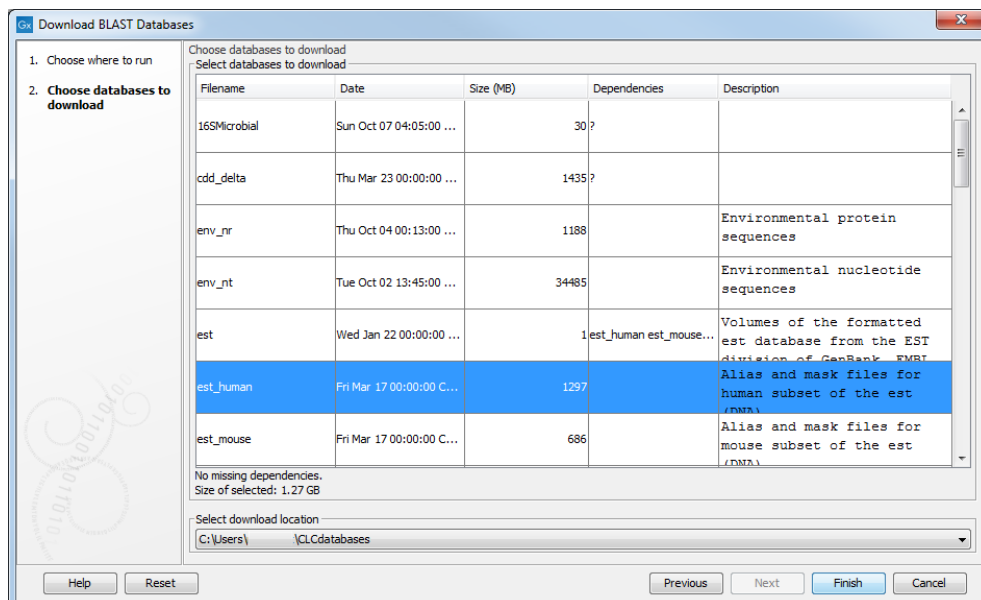 Gx Download BLAST Databases
1. Choose where to run
2. Choose databases to
download
Choose databases to download
Select databases to download
Filename Date Size (MB) Dependencies Description
16SMicrobial Sun Oct 07 04:05:00 ... 30 ?
cdd_delta Thu Mar 23 00:00:00 ... 1435 ?
env_nr Thu Oct 04 00:13:00 ... 1188 Environmental protein
sequences
env_nt Tue Oct 02 13:45:00 ... 34485 Environmental nucleotide
sequences
est Wed Jan 22 00:00:00 ... 1 est_human est_mouse... Volumes of the formatted
est database from the EST
division of GenBank, EMBL
est_human Fri Mar 17 00:00:00 C... 1297 Alias and mask files for
human subset of the est
(DNA)
est_mouse Fri Mar 17 00:00:00 C... 686 Alias and mask files for
mouse subset of the est
(DNA)
No missing dependencies.
Size of selected: 1.27 GB
Select download location
C:\Users\ \CLCdatabases
Help Reset Previous Next Finish Cancel